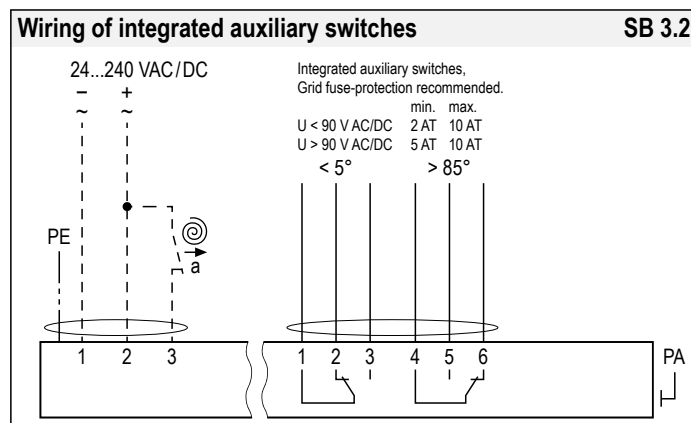 Wiring of integrated auxiliary switches SB 3.2
24...240 VAC/DC
– +
~ ~
Integrated auxiliary switches,
Grid fuse-protection recommended.
min. max.
U < 90 V AC/DC 2 AT 10 AT
U > 90 V AC/DC 5 AT 10 AT
< 5° > 85°
PE
a
1 2 3 1 2 3 4 5 6
PA